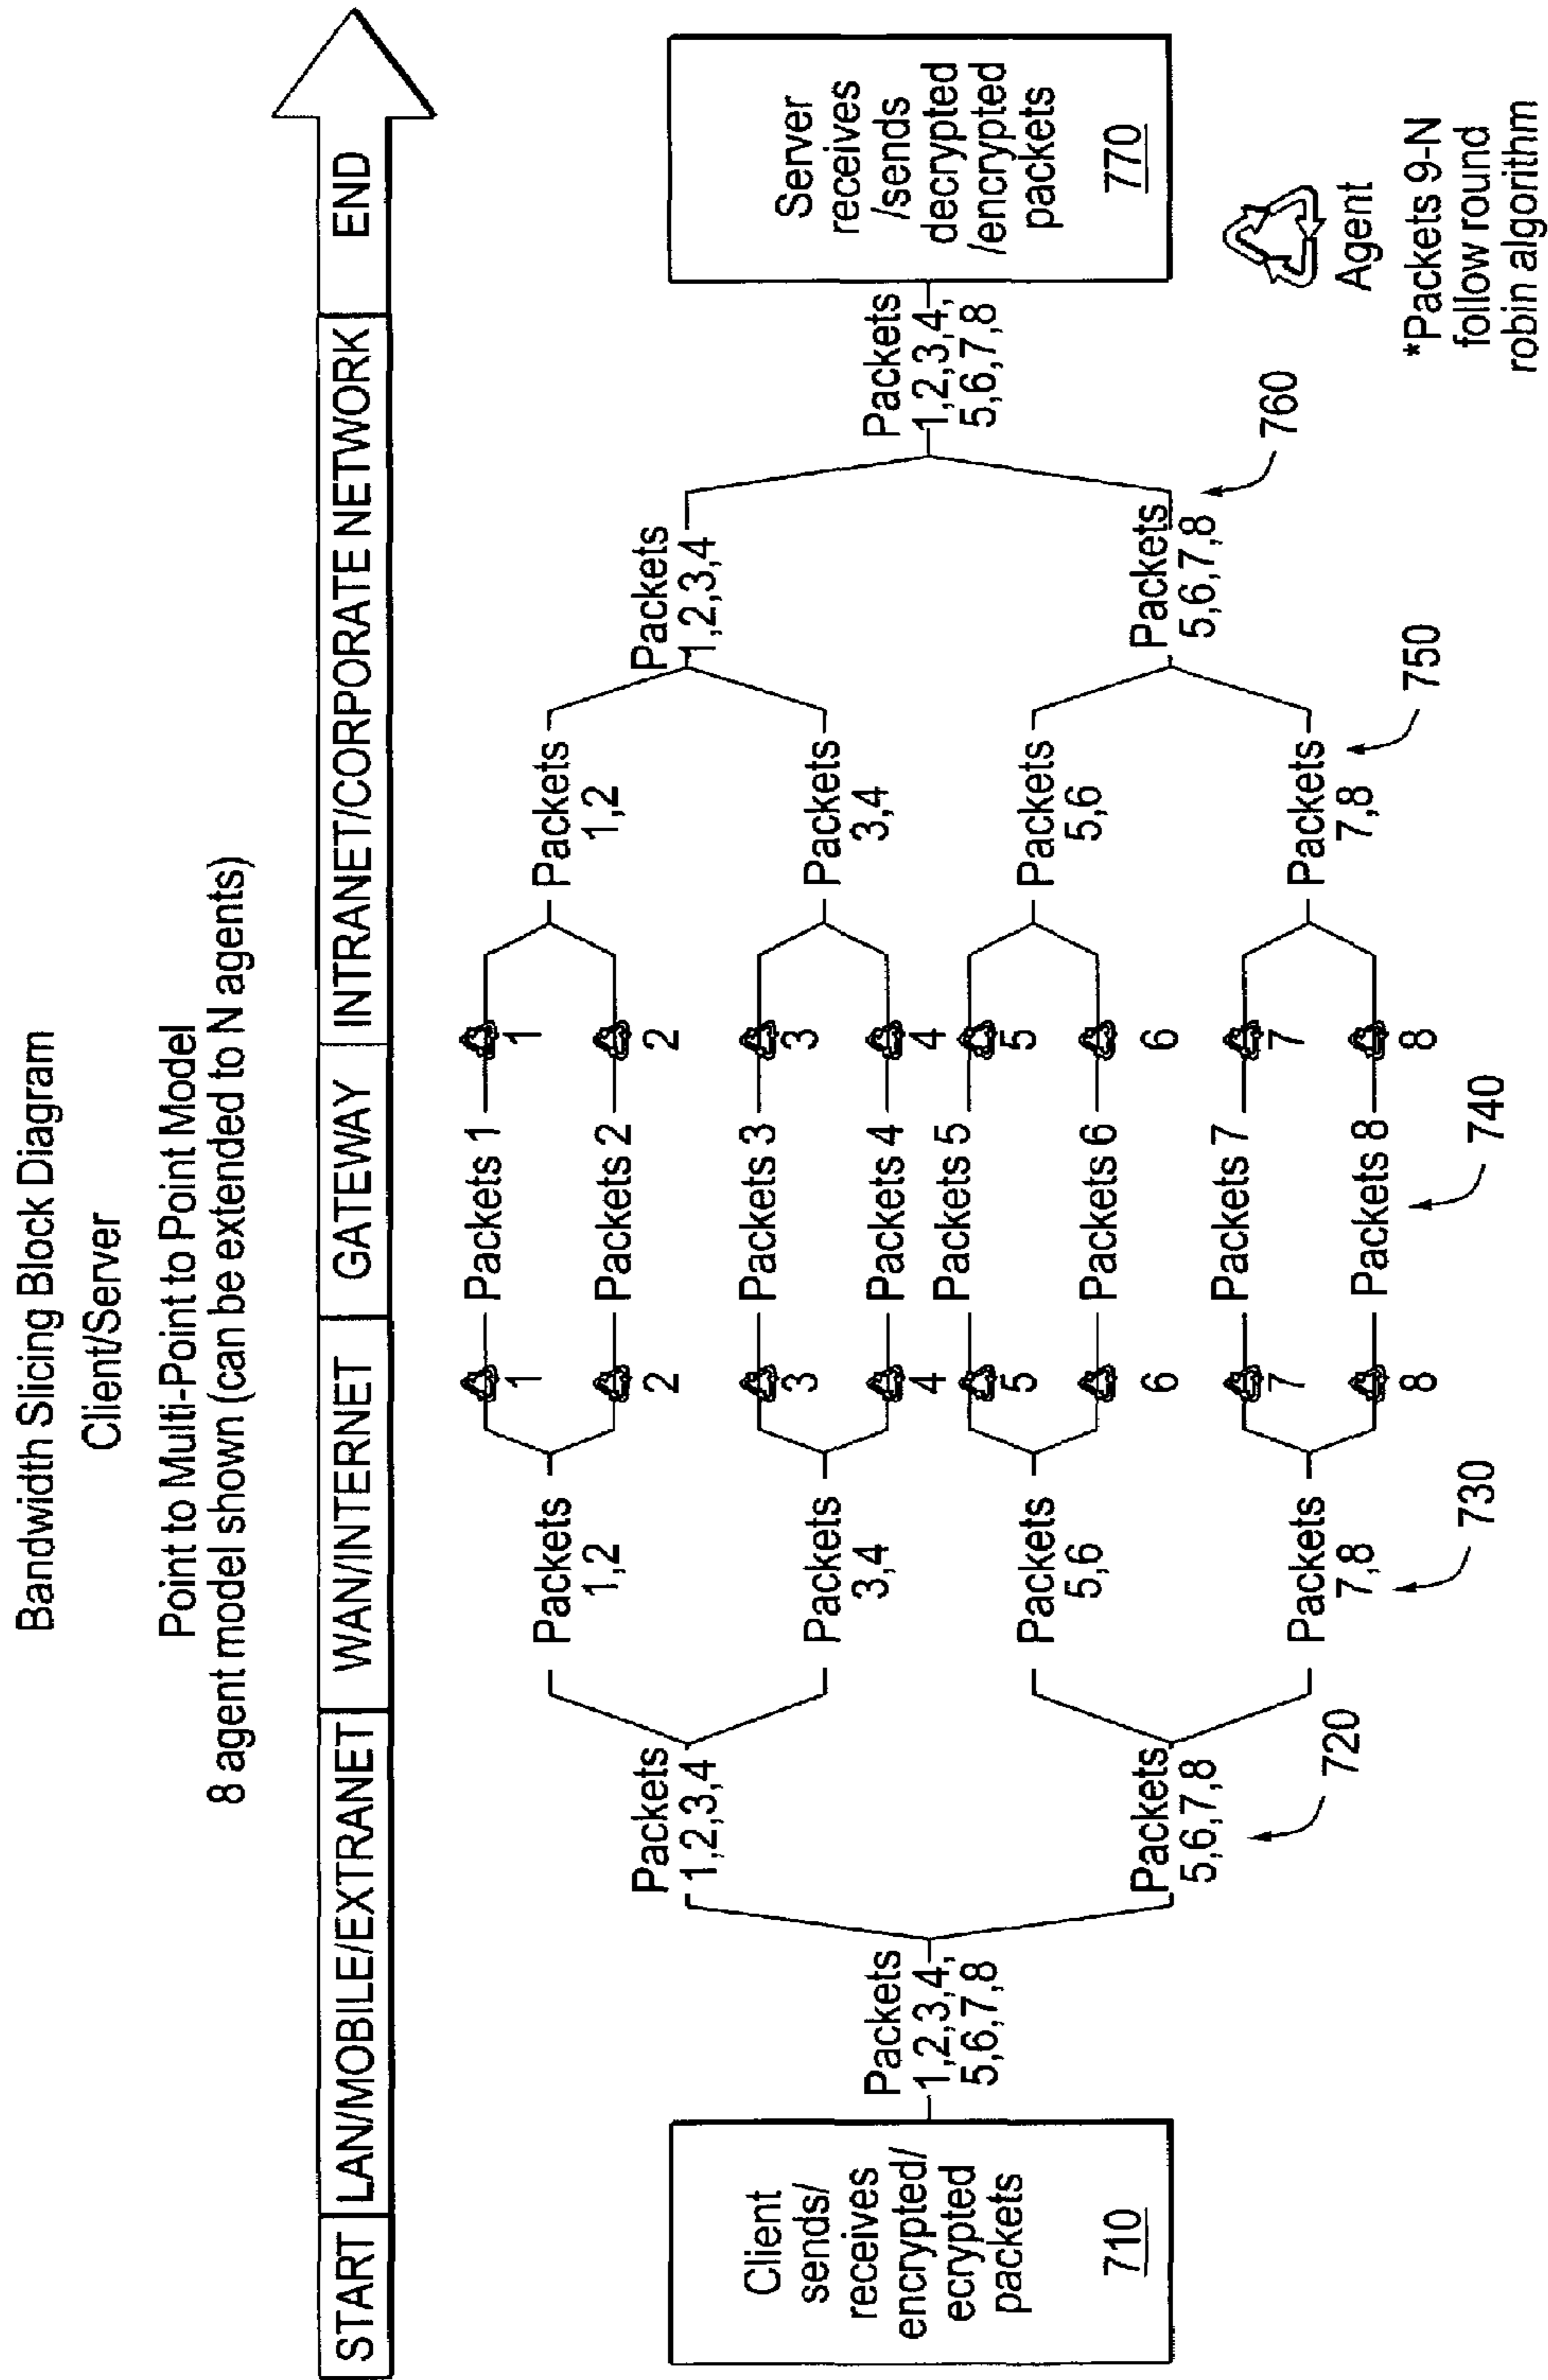 Bandwidth Slicing Block Diagram
Client/Server
Point to Multi-Point to Point Model
8 agent model shown (can be extended to N agents)
START
LAN/MOBILE/EXTRANET
WAN/INTERNET
GATEWAY
INTRANET/CORPORATE NETWORK
END
Client
sends/
receives
encrypted/
ecrypted
packets
710
Packets
1,2,3,4,
5,6,7,8
Packets
1,2,3,4
Packets
5,6,7,8
720
Packets
1,2
Packets
3,4
Packets
5,6
Packets
7,8
730
1
2
3
4
5
6
7
8
Packets 1
Packets 2
Packets 3
Packets 4
Packets 5
Packets 6
Packets 7
Packets 8
740
1
2
3
4
5
6
7
8
Packets
1,2
Packets
3,4
Packets
5,6
Packets
7,8
750
Packets
1,2,3,4
Packets
5,6,7,8
760
Packets
1,2,3,4,
5,6,7,8
Server
receives
/sends
decrypted
/encrypted
packets
770
Agent
*Packets 9-N
follow round
robin algorithm